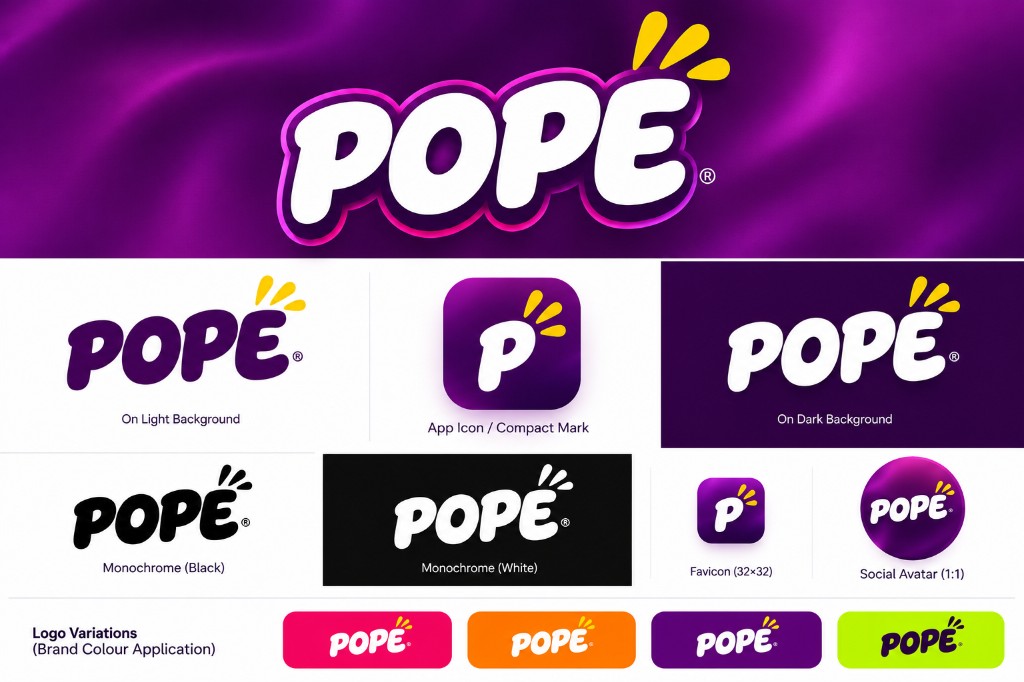 POPE®
POPE®
On Light Background
P
App Icon / Compact Mark
POPE®
On Dark Background
POPE®
Monochrome (Black)
POPE®
Monochrome (White)
P
Favicon (32×32)
POPE®
Social Avatar (1:1)
Logo Variations
(Brand Colour Application)
POPE®
POPE®
POPE®
POPE®